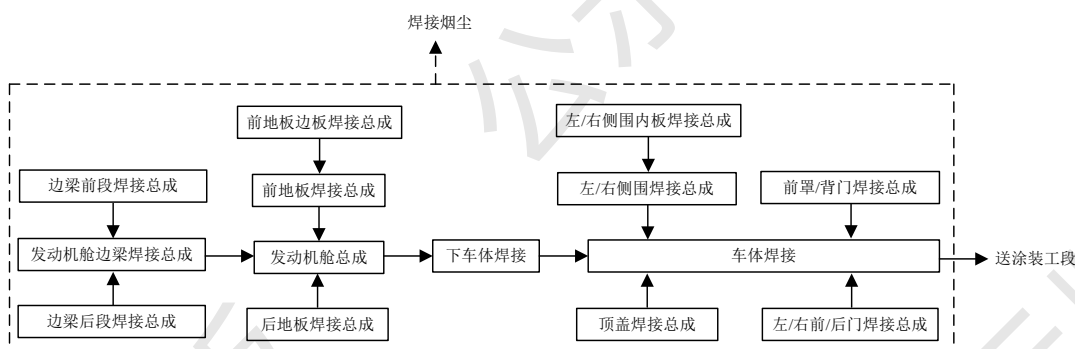 焊接烟尘
前地板边板焊接总成
左/右侧围内板焊接总成
边梁前段焊接总成
前地板焊接总成
左/右侧围焊接总成
前罩/背门焊接总成
发动机舱边梁焊接总成
发动机舱总成
下车体焊接
车体焊接
送涂装工段
边梁后段焊接总成
后地板焊接总成
顶盖焊接总成
左/右前/后门焊接总成
公示